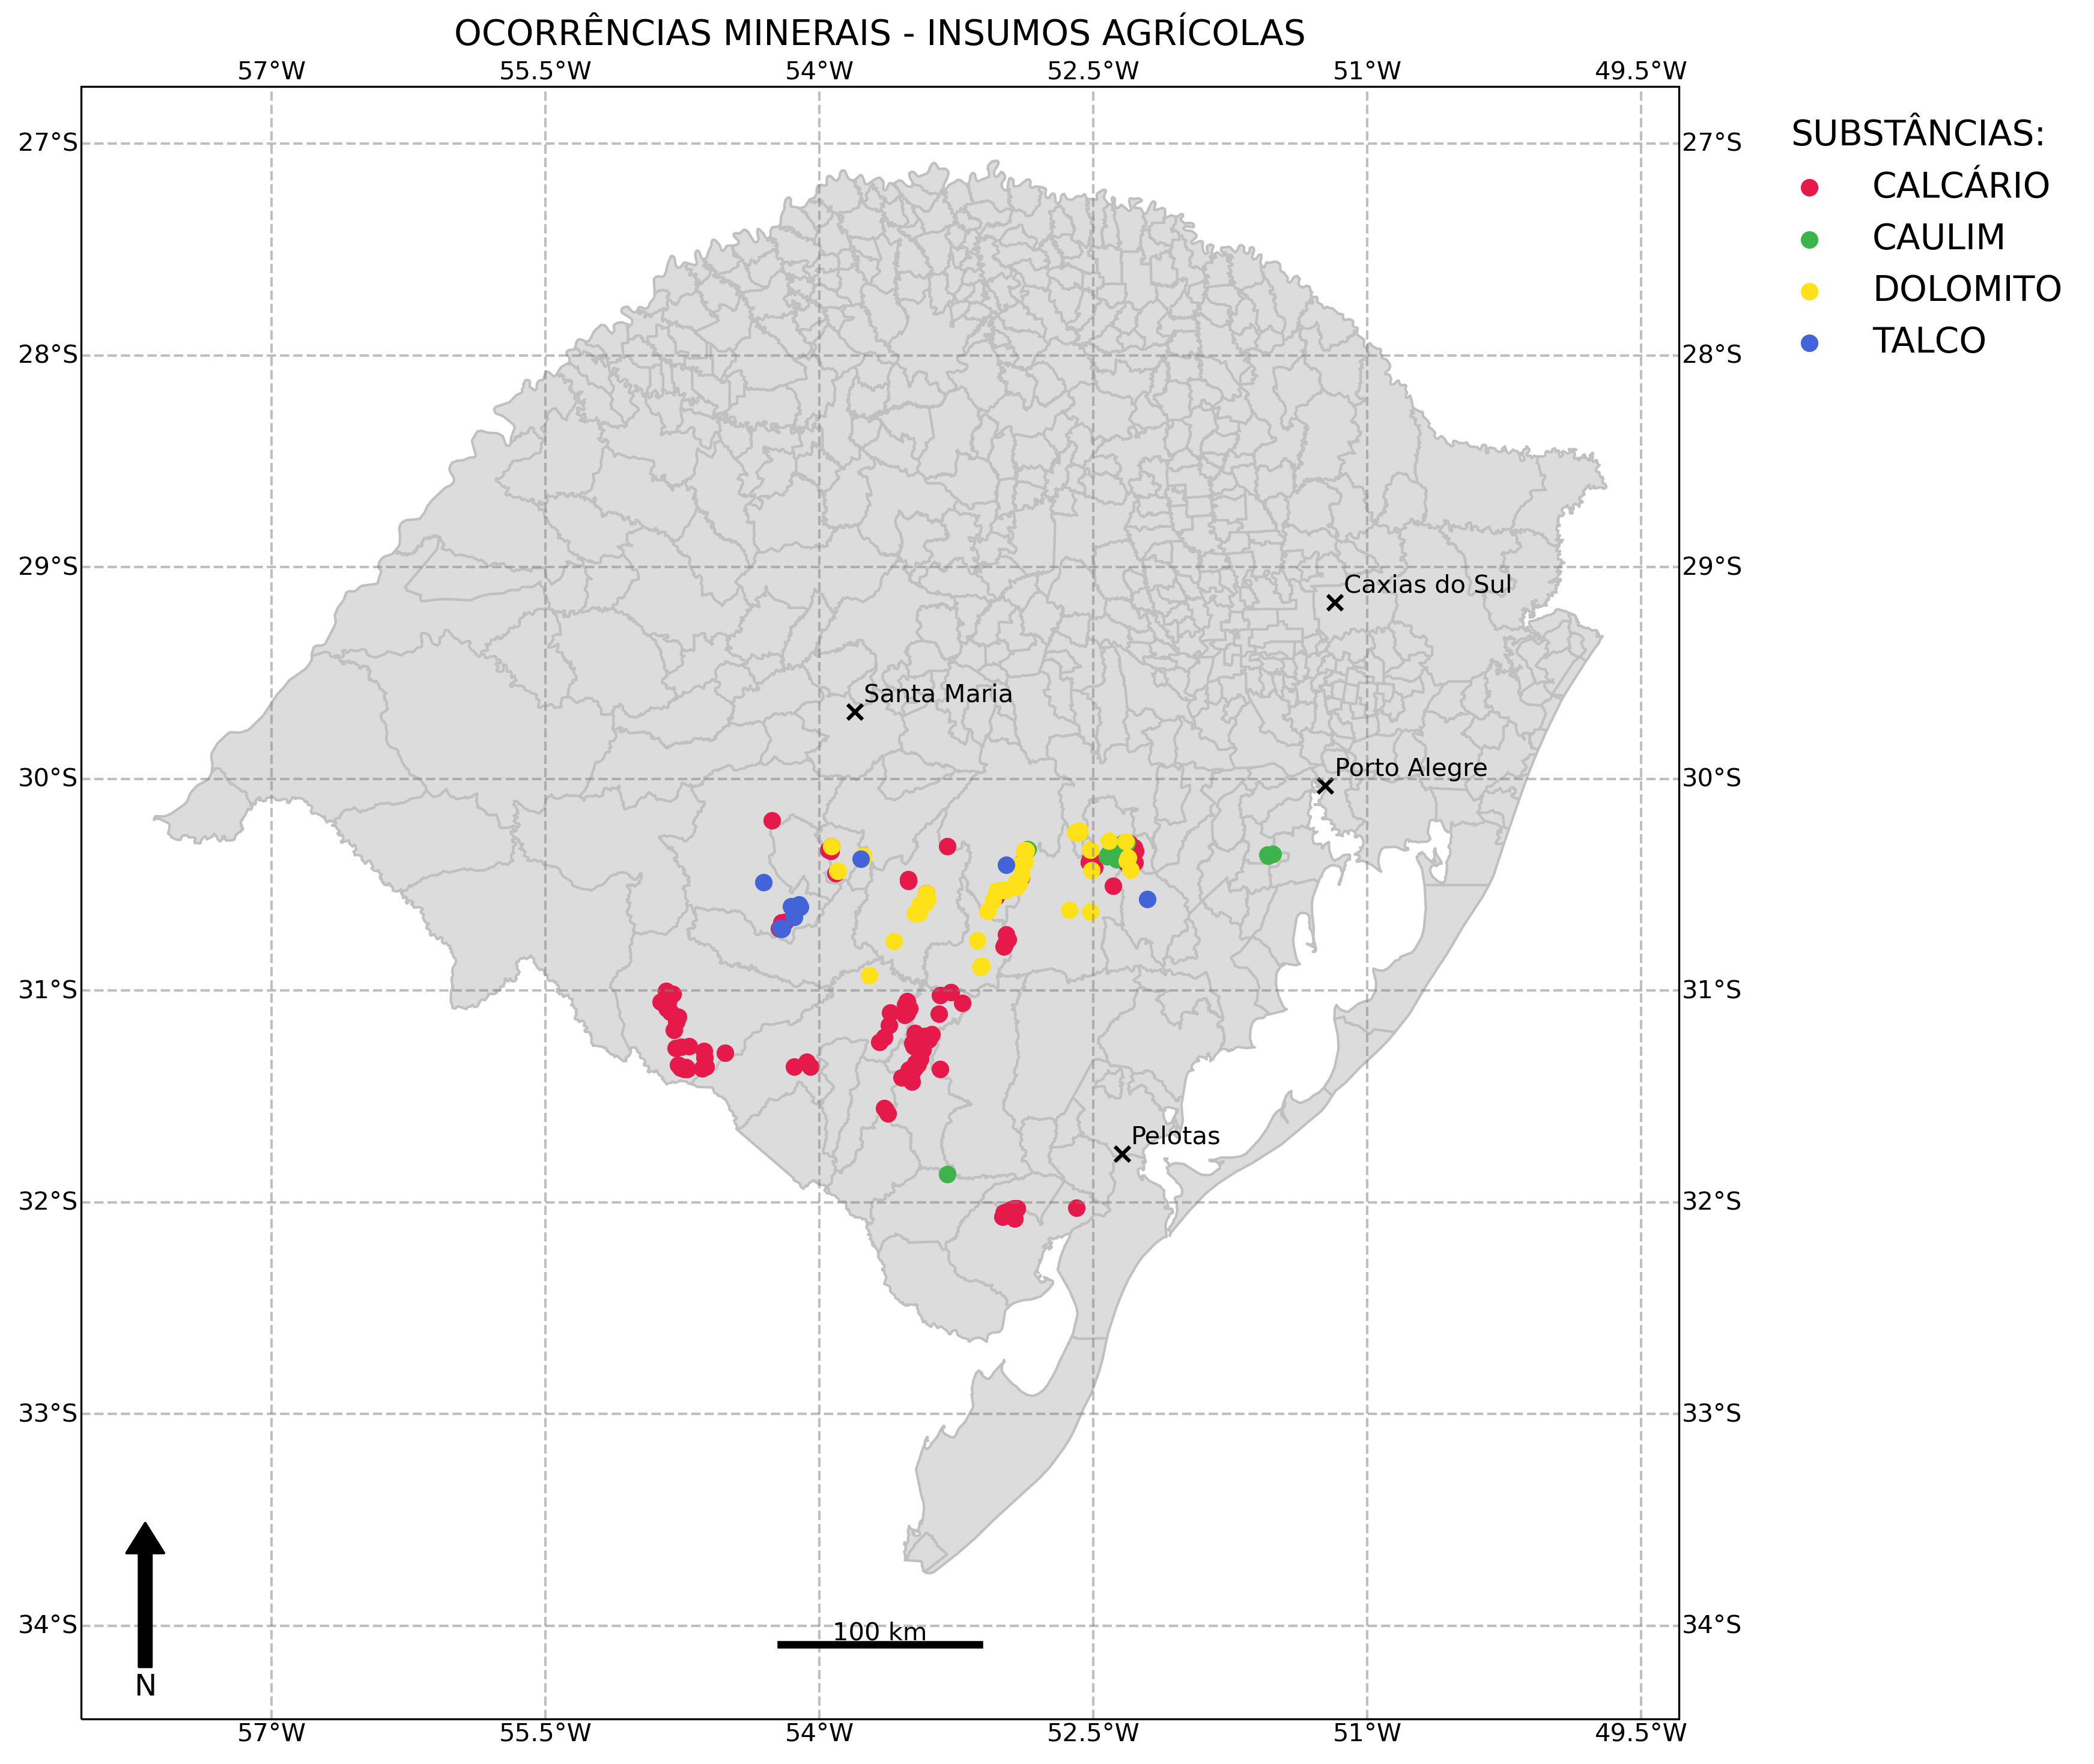 OCORRÊNCIAS MINERAIS - INSUMOS AGRÍCOLAS
57°W 55.5°W 54°W 52.5°W 51°W 49.5°W
SUBSTÂNCIAS:
CALCÁRIO
CAULIM
DOLOMITO
TALCO
27°S 27°S
28°S 28°S
29°S 29°S
Caxias do Sul
Santa Maria
Porto Alegre
30°S 30°S
31°S 31°S
Pelotas
32°S 32°S
33°S 33°S
34°S 34°S
100 km
N
57°W 55.5°W 54°W 52.5°W 51°W 49.5°W